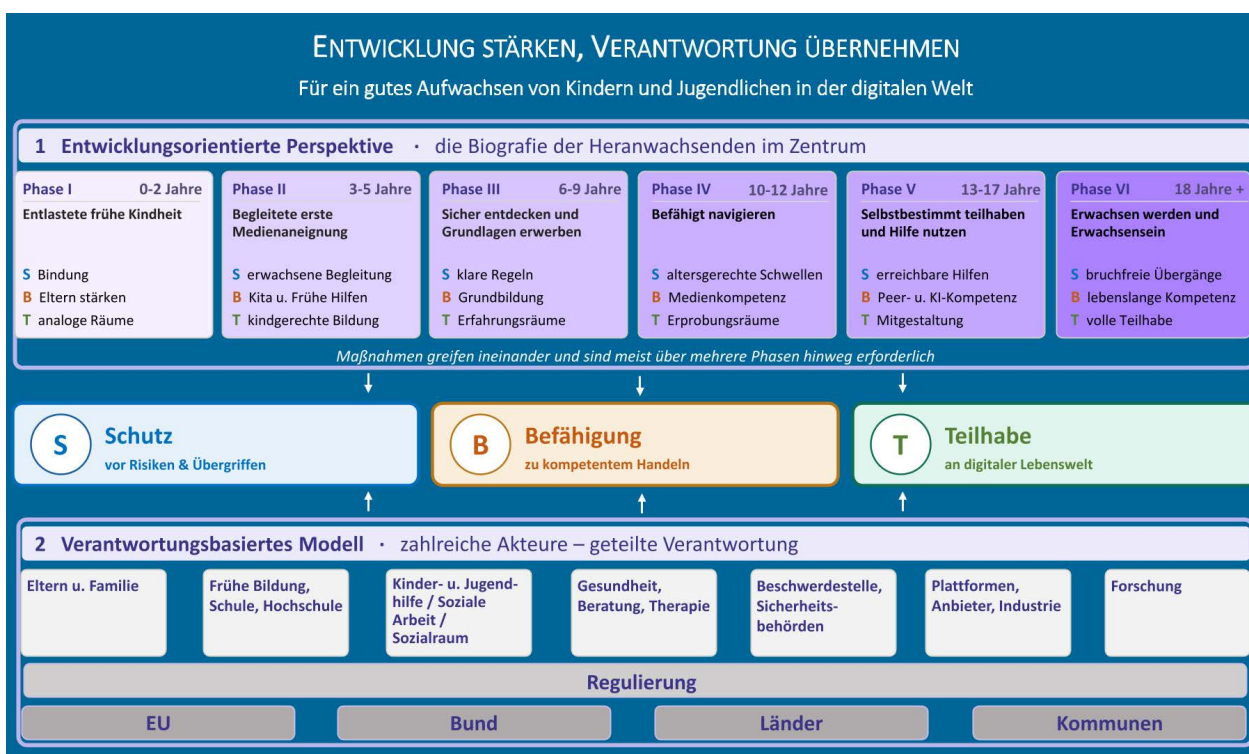 ENTWICKLUNG STÄRKEN, VERANTWORTUNG ÜBERNEHMEN
Für ein gutes Aufwachsen von Kindern und Jugendlichen in der digitalen Welt
1 Entwicklungsorientierte Perspektive · die Biografie der Heranwachsenden im Zentrum
Phase I 0-2 Jahre
Entlastete frühe Kindheit
S Bindung
B Eltern stärken
T analoge Räume
Phase II 3-5 Jahre
Begleitete erste
Medienaneignung
S erwachsene Begleitung
B Kita u. Frühe Hilfen
T kindgerechte Bildung
Phase III 6-9 Jahre
Sicher entdecken und
Grundlagen erwerben
S klare Regeln
B Grundbildung
T Erfahrungsräume
Phase IV 10-12 Jahre
Befähigt navigieren
S altersgerechte Schwellen
B Medienkompetenz
T Erprobungsräume
Phase V 13-17 Jahre
Selbstbestimmt teilhaben
und Hilfe nutzen
S erreichbare Hilfen
B Peer- u. KI-Kompetenz
T Mitgestaltung
Phase VI 18 Jahre +
Erwachsen werden und
Erwachsensein
S bruchfreie Übergänge
B lebenslange Kompetenz
T volle Teilhabe
Maßnahmen greifen ineinander und sind meist über mehrere Phasen hinweg erforderlich
S Schutz
vor Risiken & Übergriffen
B Befähigung
zu kompetentem Handeln
T Teilhabe
an digitaler Lebenswelt
2 Verantwortungsbasiertes Modell · zahlreiche Akteure – geteilte Verantwortung
Eltern u. Familie
Frühe Bildung,
Schule, Hochschule
Kinder- u. Jugend-
hilfe / Soziale
Arbeit /
Sozialraum
Gesundheit,
Beratung, Therapie
Beschwerdestelle,
Sicherheits-
behörden
Plattformen,
Anbieter, Industrie
Forschung
Regulierung
EU
Bund
Länder
Kommunen